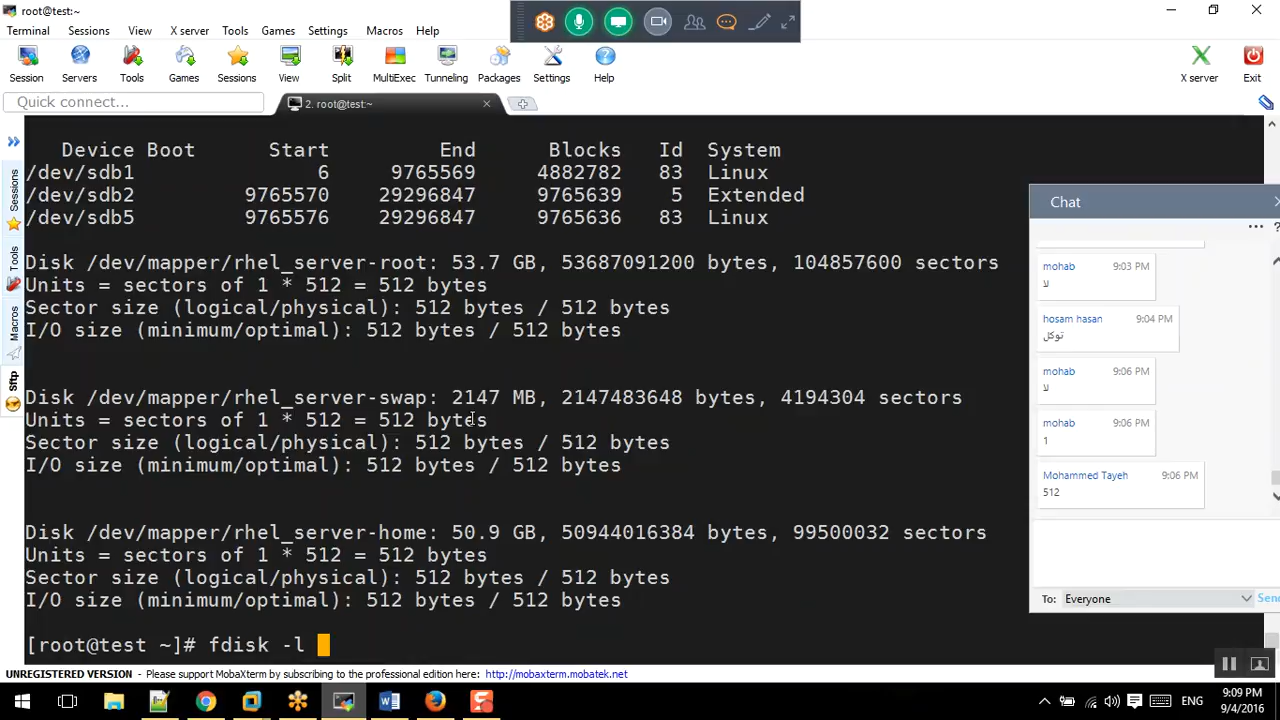 root@test:~
Terminal Sessions View X server Tools Games Settings Macros Help
Session Servers Tools Games Sessions View Split MultiExec Tunneling Packages Settings Help X server Exit
Quick connect...
2. root@test:~
Sessions
Tools
Macros
Sftp
Device Boot Start End Blocks Id System
/dev/sdb1 6 9765569 4882782 83 Linux
/dev/sdb2 9765570 29296847 9765639 5 Extended
/dev/sdb5 9765576 29296847 9765636 83 Linux
Disk /dev/mapper/rhel_server-root: 53.7 GB, 53687091200 bytes, 104857600 sectors
Units = sectors of 1 * 512 = 512 bytes
Sector size (logical/physical): 512 bytes / 512 bytes
I/O size (minimum/optimal): 512 bytes / 512 bytes
Disk /dev/mapper/rhel_server-swap: 2147 MB, 2147483648 bytes, 4194304 sectors
Units = sectors of 1 * 512 = 512 bytes
Sector size (logical/physical): 512 bytes / 512 bytes
I/O size (minimum/optimal): 512 bytes / 512 bytes
Disk /dev/mapper/rhel_server-home: 50.9 GB, 50944016384 bytes, 99500032 sectors
Units = sectors of 1 * 512 = 512 bytes
Sector size (logical/physical): 512 bytes / 512 bytes
I/O size (minimum/optimal): 512 bytes / 512 bytes
[root@test ~]# fdisk -l
Chat
mohab 9:03 PM
لا
hosam hasan 9:04 PM
توكل
mohab 9:06 PM
لا
mohab 9:06 PM
1
Mohammed Tayeh 9:06 PM
512
To: Everyone Send
UNREGISTERED VERSION - Please support MobaXterm by subscribing to the professional edition here: http://mobaxterm.mobatek.net
ENG
9:09 PM
9/4/2016